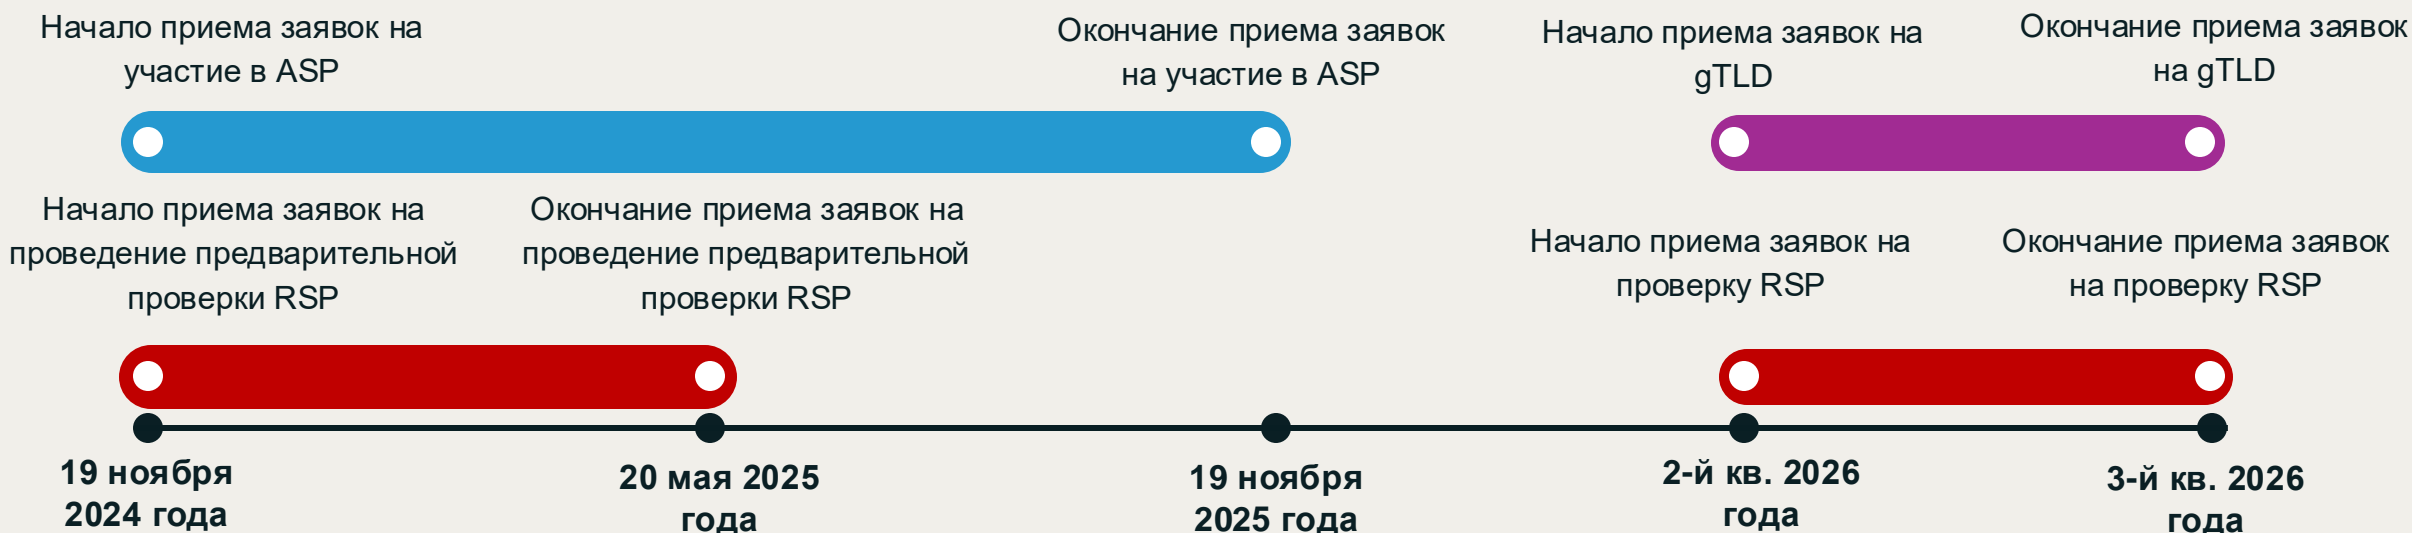 Начало приема заявок на
участие в ASP
Окончание приема заявок
на участие в ASP
Начало приема заявок на
gTLD
Окончание приема заявок
на gTLD
Начало приема заявок на
проведение предварительной
проверки RSP
Окончание приема заявок на
проведение предварительной
проверки RSP
Начало приема заявок на
проверку RSP
Окончание приема заявок
на проверку RSP
19 ноября
2024 года
20 мая 2025
года
19 ноября
2025 года
2-й кв. 2026
года
3-й кв. 2026
года